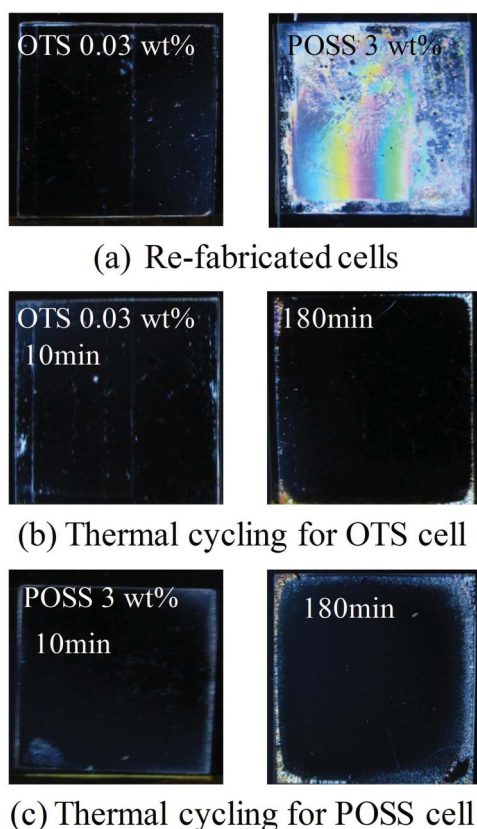 OTS 0.03 wt%
POSS 3 wt%
(a) Re-fabricated cells
OTS 0.03 wt%
10min
180min
(b) Thermal cycling for OTS cell
POSS 3 wt%
10min
180min
(c) Thermal cycling for POSS cell